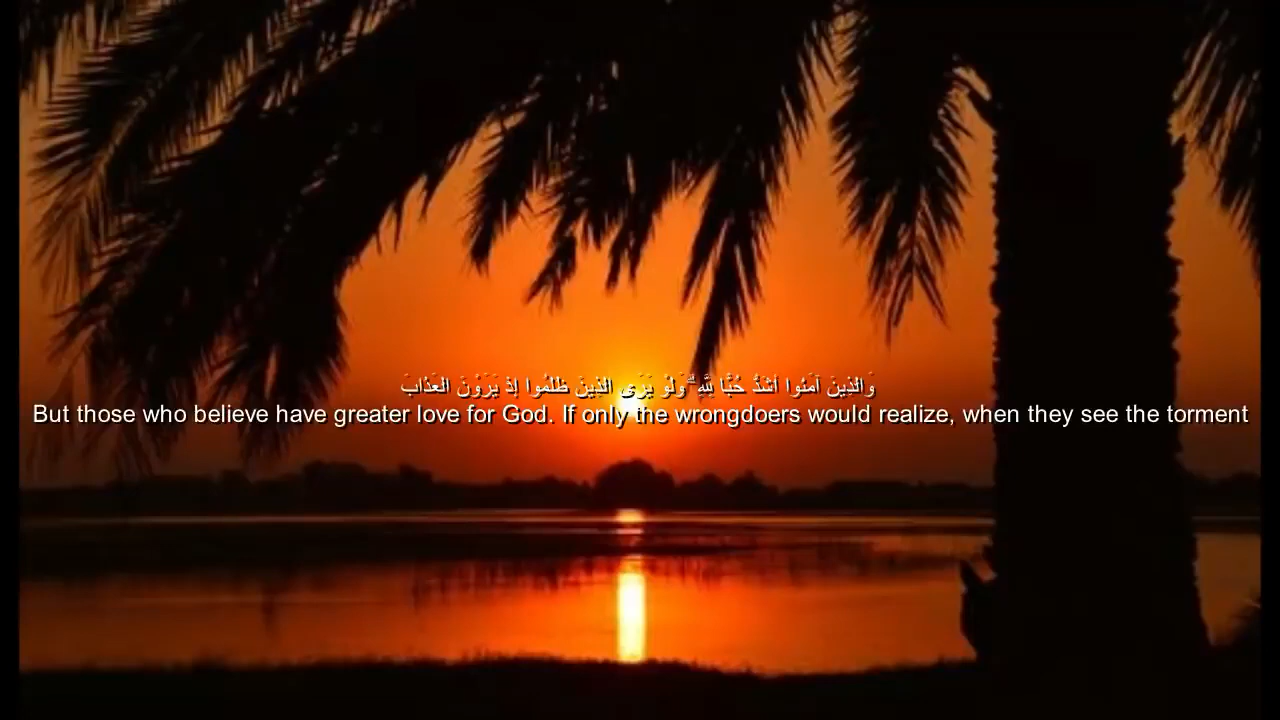 وَالَّذِينَ آمَنُوا أَشَدُّ حُبًّا لِلَّهِ ۗ وَلَوْ يَرَى الَّذِينَ ظَلَمُوا إِذْ يَرَوْنَ الْعَذَابَ
But those who believe have greater love for God. If only the wrongdoers would realize, when they see the torment